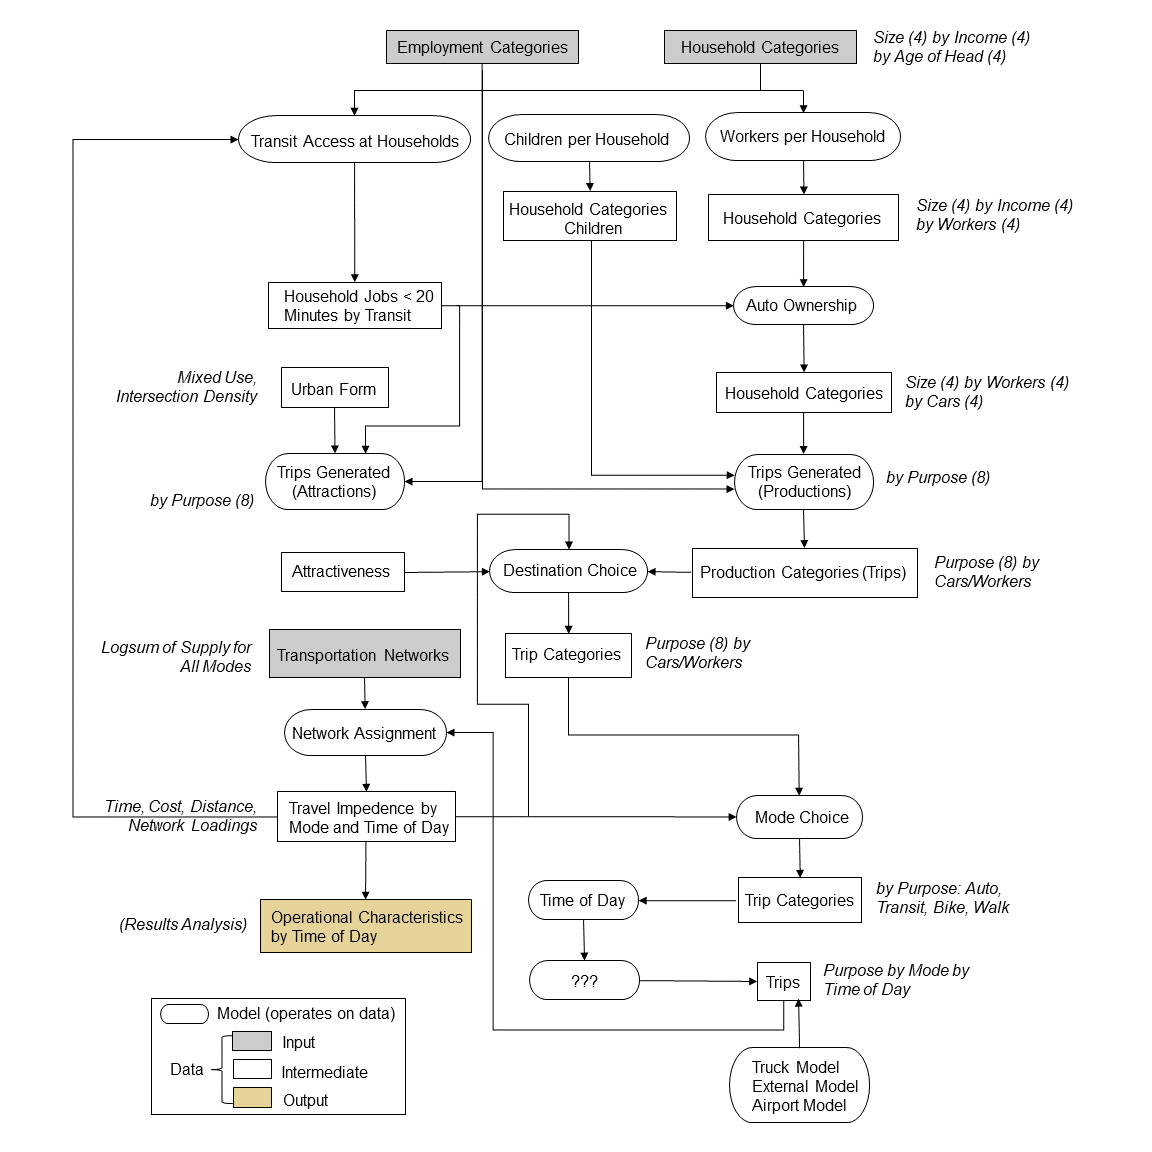 Employment Categories
Household Categories
Size (4) by Income (4)
by Age of Head (4)
Transit Access at Households
Children per Household
Workers per Household
Household Categories
Children
Household Categories
Size (4) by Income (4)
by Workers (4)
Household Jobs < 20
Minutes by Transit
Auto Ownership
Mixed Use,
Intersection Density
Urban Form
Household Categories
Size (4) by Workers (4)
by Cars (4)
Trips Generated
(Attractions)
by Purpose (8)
Trips Generated
(Productions)
by Purpose (8)
Attractiveness
Destination Choice
Production Categories (Trips)
Purpose (8) by
Cars/Workers
Logsum of Supply for
All Modes
Transportation Networks
Trip Categories
Purpose (8) by
Cars/Workers
Network Assignment
Time, Cost, Distance,
Network Loadings
Travel Impedence by
Mode and Time of Day
Mode Choice
(Results Analysis)
Operational Characteristics
by Time of Day
Time of Day
Trip Categories
by Purpose: Auto,
Transit, Bike, Walk
???
Trips
Purpose by Mode by
Time of Day
Truck Model
External Model
Airport Model
Model (operates on data)
Data
Input
Intermediate
Output